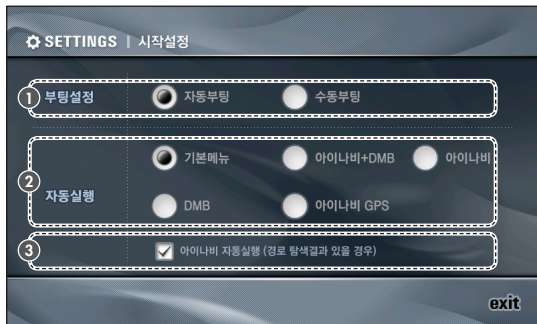 SETTINGS | 시작설정
1 부팅설정 자동부팅 수동부팅
기본메뉴 아이나비+DMB 아이나비
2
자동실행
DMB 아이나비 GPS
3 아이나비 자동실행 (경로 탐색결과 있을 경우)
exit